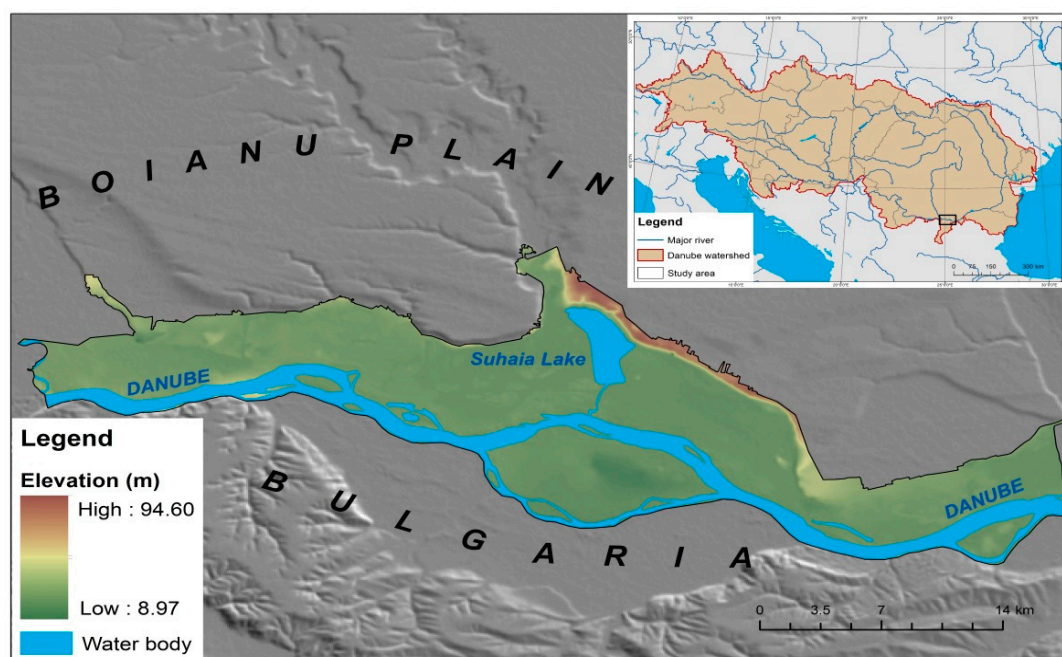 BOIANU PLAIN
Suhaia Lake
DANUBE
BULGARIA
DANUBE
Legend
Elevation (m)
High : 94.60
Low : 8.97
Water body
0 3.5 7 14 km
Legend
Major river
Danube watershed
Study area
0 75 150 300 km